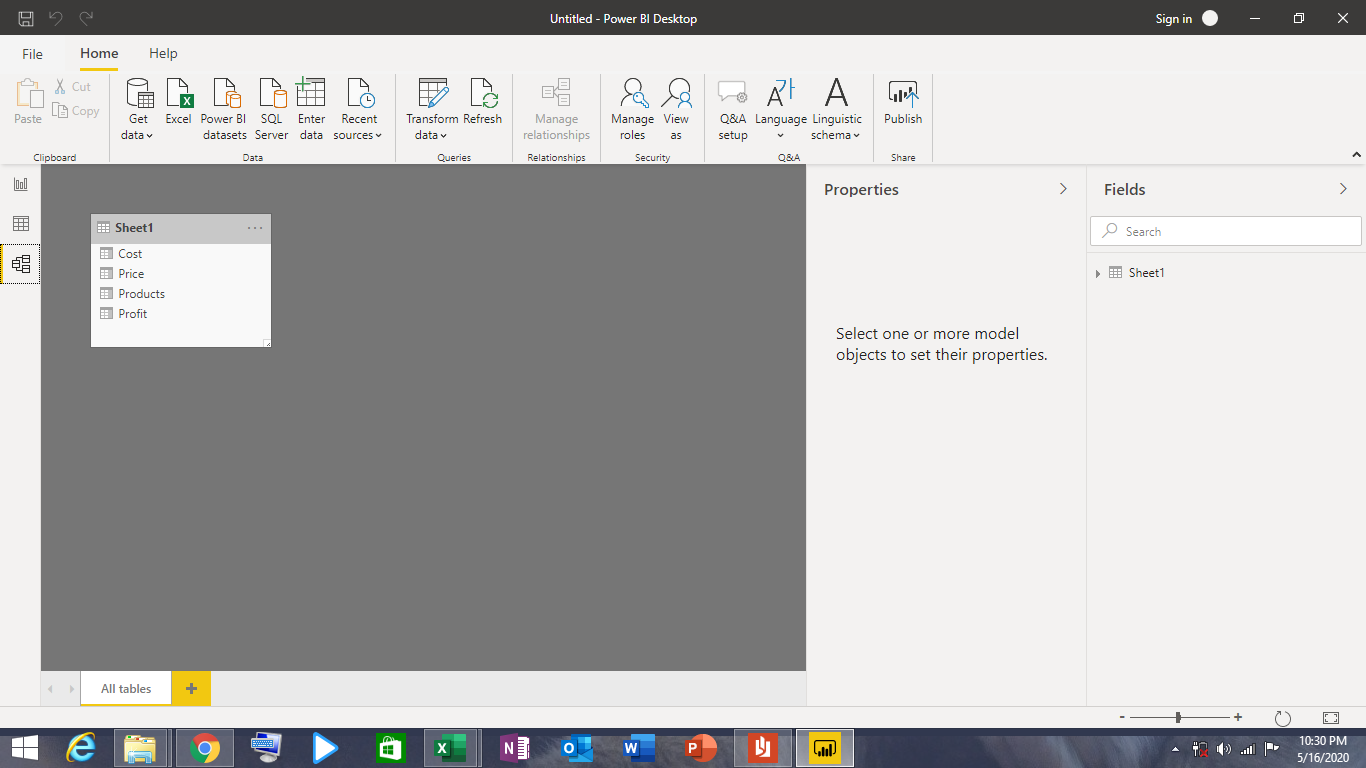 Untitled - Power BI Desktop
Sign in
File
Home
Help
Paste
Cut
Copy
Clipboard
Get data
Excel
Power BI datasets
SQL Server
Enter data
Recent sources
Data
Transform data
Refresh
Queries
Manage relationships
Relationships
Manage roles
View as
Security
Q&A setup
Language
Linguistic schema
Q&A
Publish
Share
Sheet1
Cost
Price
Products
Profit
Properties
Select one or more model
objects to set their properties.
Fields
Search
Sheet1
All tables
10:30 PM
5/16/2020